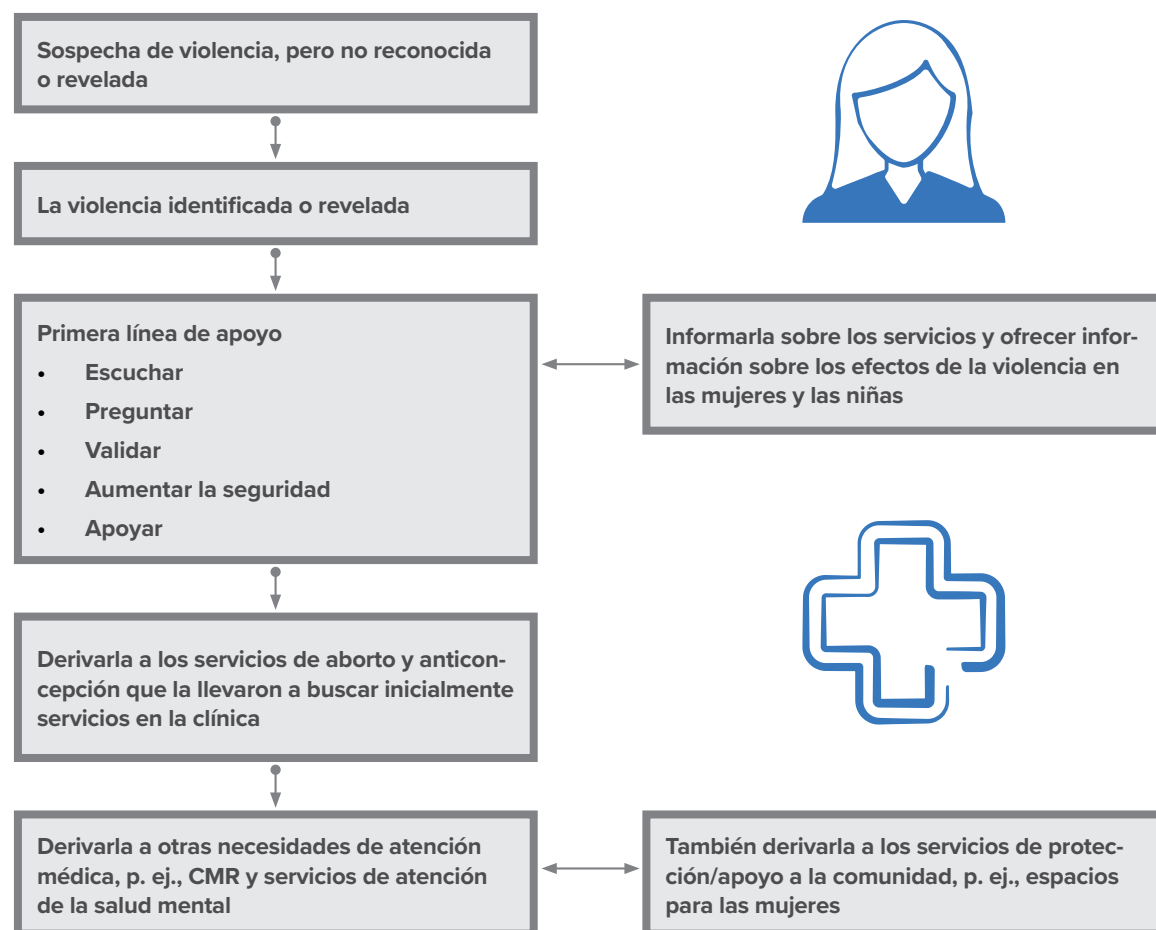 Sospecha de violencia, pero no reconocida
o revelada
La violencia identificada o revelada
Primera línea de apoyo
• Escuchar
• Preguntar
• Validar
• Aumentar la seguridad
• Apoyar
Informarla sobre los servicios y ofrecer infor-
mación sobre los efectos de la violencia en
las mujeres y las niñas
Derivarla a los servicios de aborto y anticon-
cepción que la llevaron a buscar inicialmente
servicios en la clínica
Derivarla a otras necesidades de atención
médica, p. ej., CMR y servicios de atención
de la salud mental
También derivarla a los servicios de protec-
ción/apoyo a la comunidad, p. ej., espacios
para las mujeres